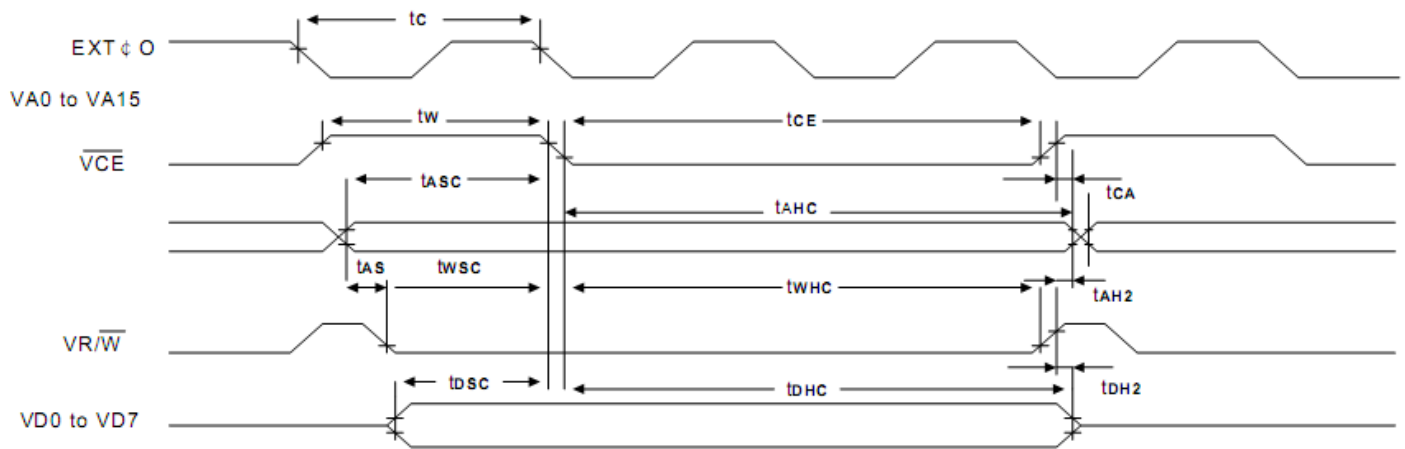 tC
EXT ¢ O
VA0 to VA15
tW
tCE
V̅C̅E̅
tASC
tCA
tAHC
tAS
tWSC
tWHC
tAH2
VR/W̅
tDSC
tDHC
tDH2
VD0 to VD7